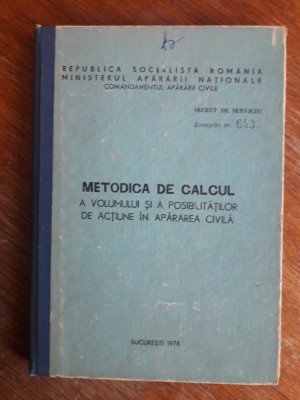 REPUBLICA SOCIALISTĂ ROMÂNIA
MINISTERUL APĂRĂRII NAȚIONALE
COMANDAMENTUL APĂRĂRII CIVILE
SECRET DE SERVICIU
Exemplar nr. 643
METODICA DE CALCUL
A VOLUMULUI ȘI A POSIBILITĂȚILOR
DE ACȚIUNE ÎN APĂRAREA CIVILĂ
BUCUREȘTI 1978